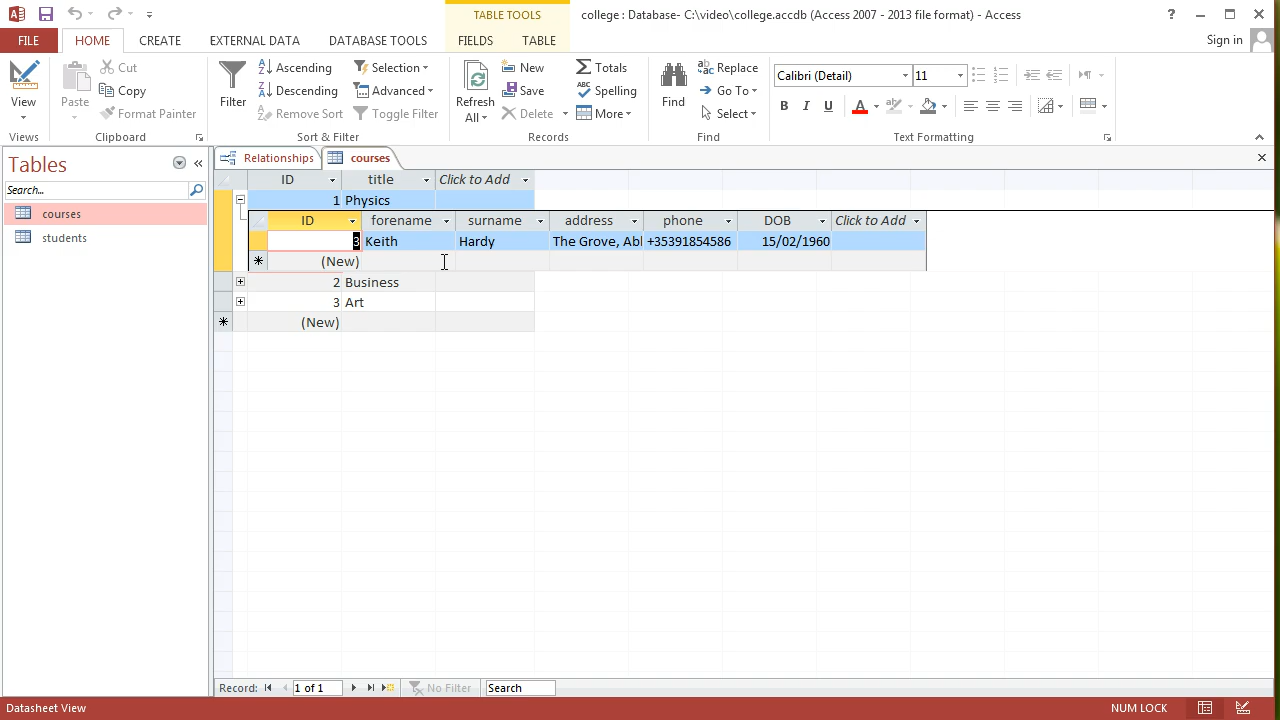 TABLE TOOLS
college : Database- C:\video\college.accdb (Access 2007 - 2013 file format) - Access
?
FILE HOME CREATE EXTERNAL DATA DATABASE TOOLS FIELDS TABLE
Sign in
View
Views
Paste
Cut
Copy
Format Painter
Clipboard
Filter
Ascending
Descending
Remove Sort
Selection
Advanced
Toggle Filter
Sort & Filter
Refresh
All
New
Save
Delete
Totals
Spelling
More
Records
Find
Replace
Go To
Select
Find
Calibri (Detail) 11
B I U A
Text Formatting
Tables
Search...
courses
students
Relationships courses
ID title Click to Add
1 Physics
ID forename surname address phone DOB Click to Add
3 Keith Hardy The Grove, Abl +35391854586 15/02/1960
(New)
2 Business
3 Art
(New)
Record: 1 of 1 No Filter Search
Datasheet View NUM LOCK